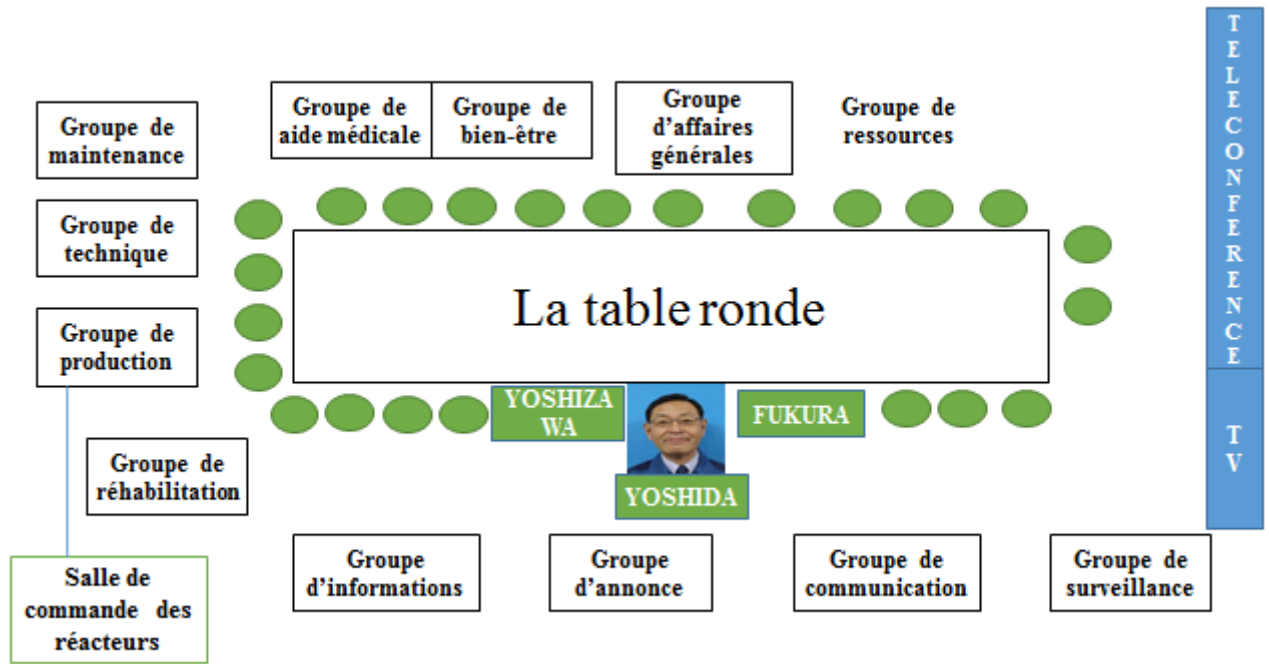 Groupe de
maintenance
Groupe de
aide médicale
Groupe de
bien-être
Groupe
d'affaires
générales
Groupe de
ressources
TELECONFERENCE
TV
Groupe de
technique
Groupe de
production
La table ronde
YOSHIZA
WA
FUKURA
YOSHIDA
Groupe de
réhabilitation
Salle de
commande des
réacteurs
Groupe
d'informations
Groupe
d'annonce
Groupe de
communication
Groupe de
surveillance